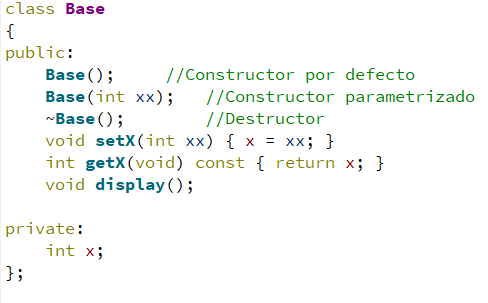 class Base
{
public:
    Base();     //Constructor por defecto
    Base(int xx);   //Constructor parametrizado
    ~Base();        //Destructor
    void setX(int xx) { x = xx; }
    int getX(void) const { return x; }
    void display();

private:
    int x;
};